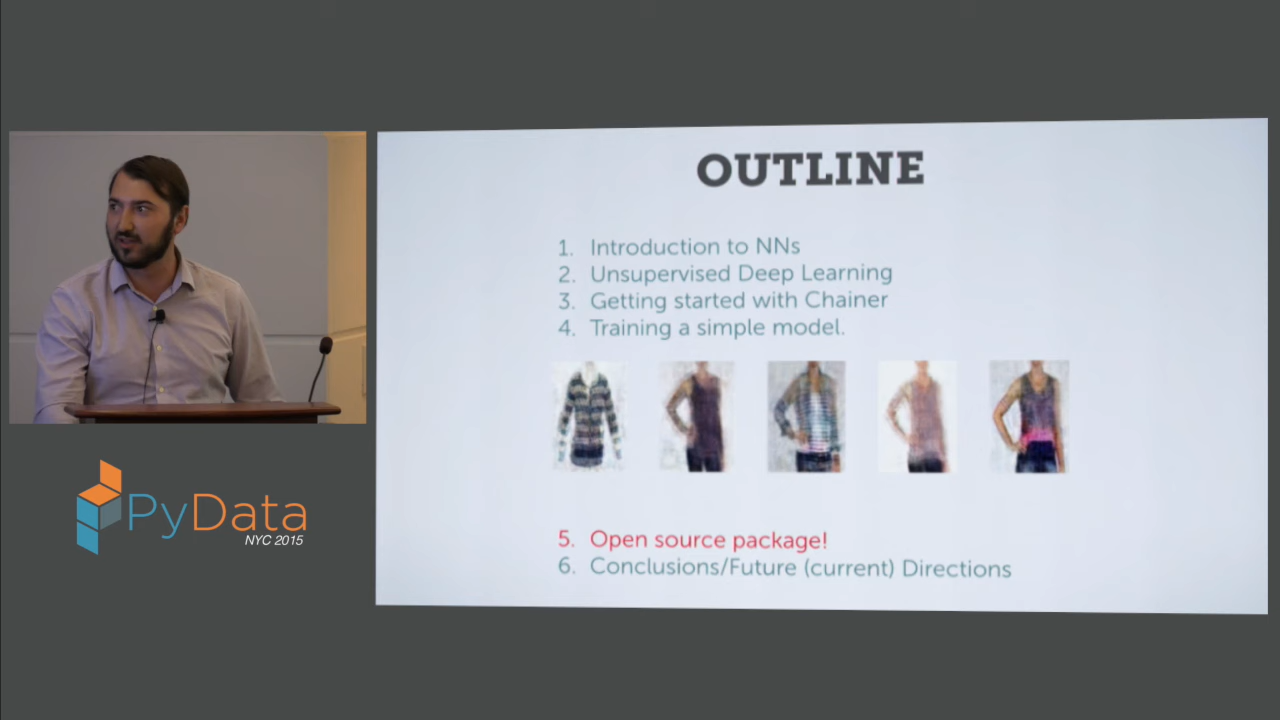 OUTLINE
1. Introduction to NNs
2. Unsupervised Deep Learning
3. Getting started with Chainer
4. Training a simple model.
5. Open source package!
6. Conclusions/Future (current) Directions
PyData
NYC 2015